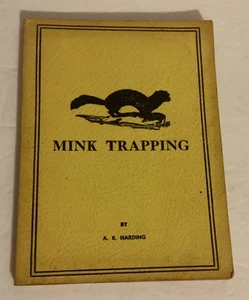 MINK TRAPPING
BY
A. R. HARDING